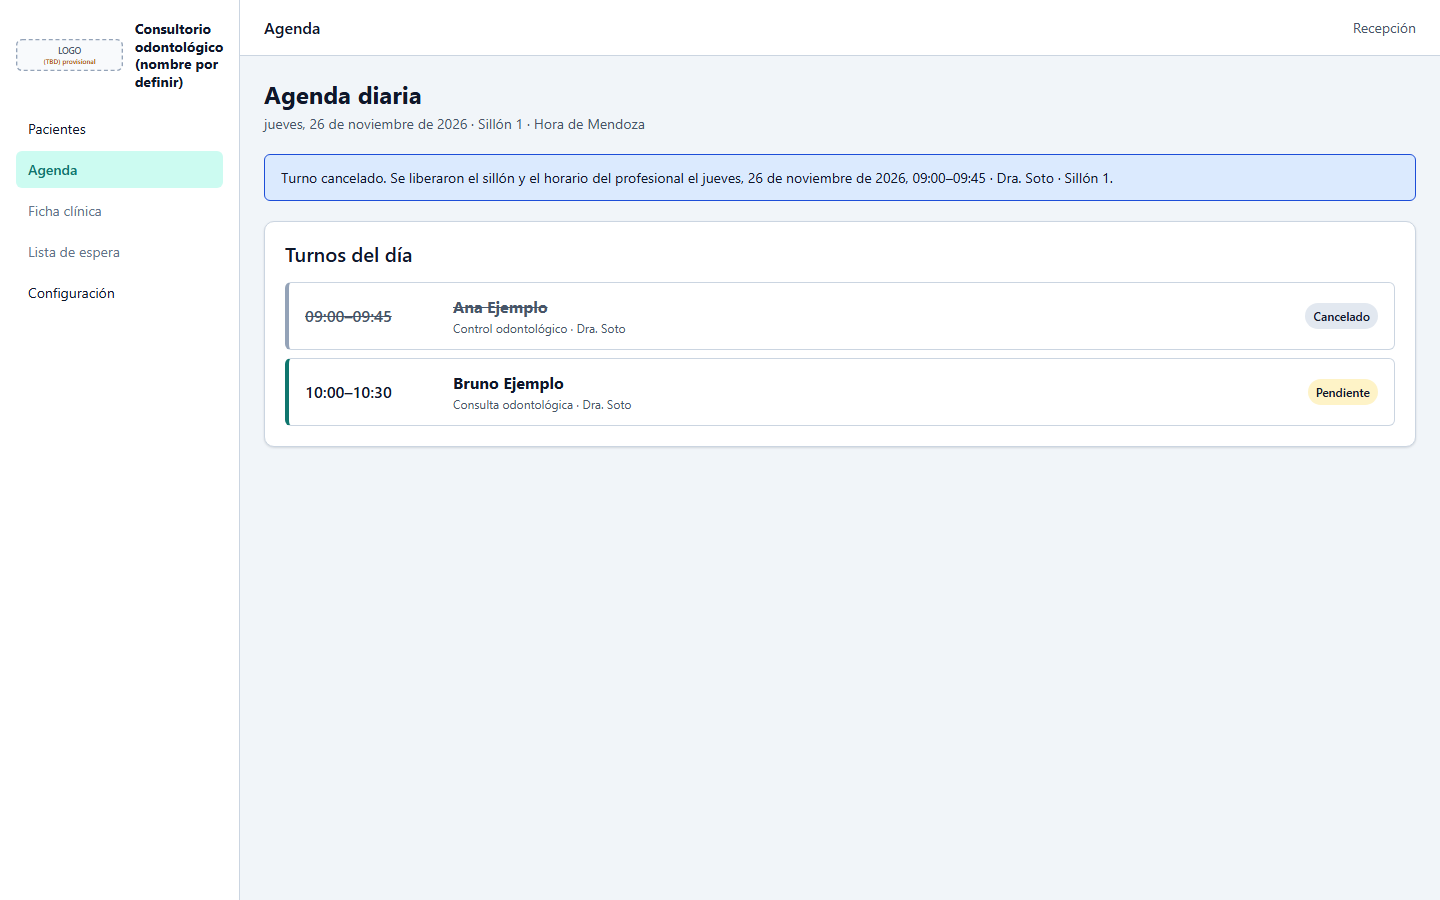 LOGO
(TBD) provisional
Consultorio
odontológico
(nombre por
definir)
Pacientes
Agenda
Ficha clínica
Lista de espera
Configuración
Agenda
Recepción
Agenda diaria
jueves, 26 de noviembre de 2026 · Sillón 1 · Hora de Mendoza
Turno cancelado. Se liberaron el sillón y el horario del profesional el jueves, 26 de noviembre de 2026, 09:00–09:45 · Dra. Soto · Sillón 1.
Turnos del día
09:00–09:45
Ana Ejemplo
Control odontológico · Dra. Soto
Cancelado
10:00–10:30
Bruno Ejemplo
Consulta odontológica · Dra. Soto
Pendiente